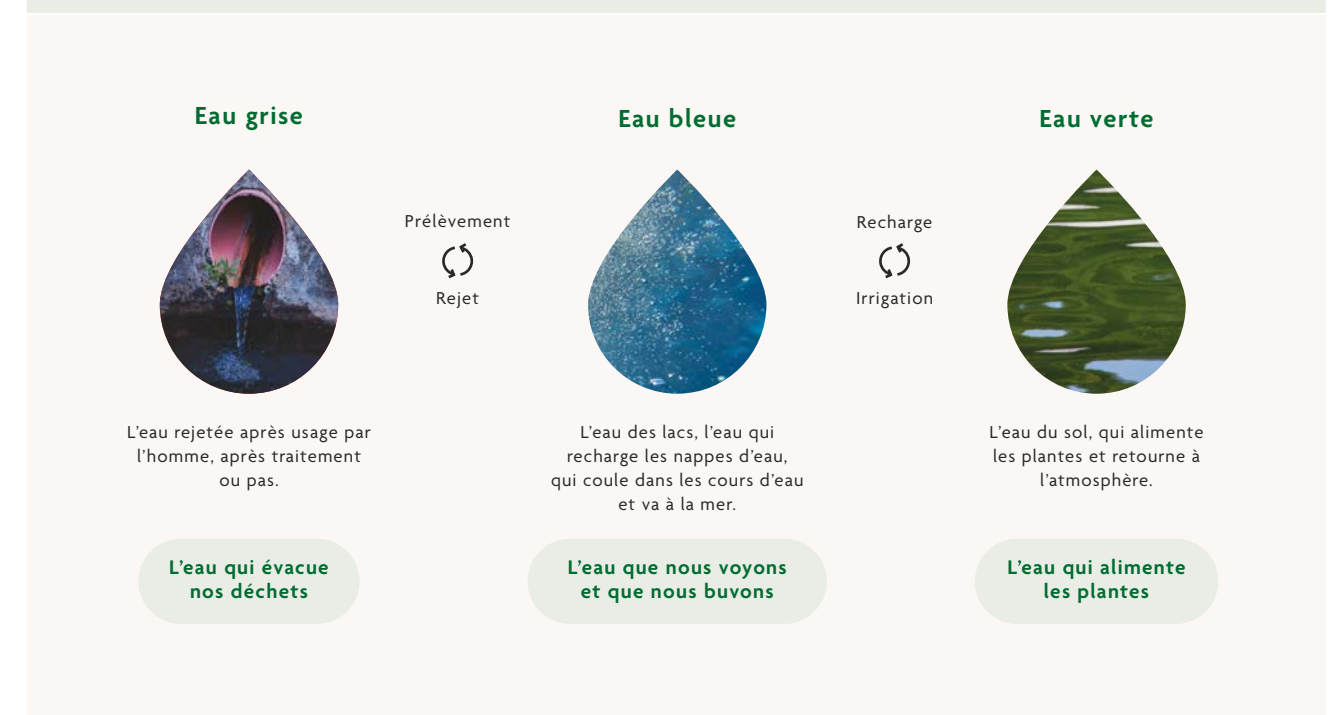 Eau grise
Eau bleue
Eau verte
Prélèvement
Rejet
Recharge
Irrigation
L’eau rejetée après usage par
l’homme, après traitement
ou pas.
L’eau des lacs, l’eau qui
recharge les nappes d’eau,
qui coule dans les cours d’eau
et va à la mer.
L’eau du sol, qui alimente
les plantes et retourne à
l’atmosphère.
L’eau qui évacue
nos déchets
L’eau que nous voyons
et que nous buvons
L’eau qui alimente
les plantes